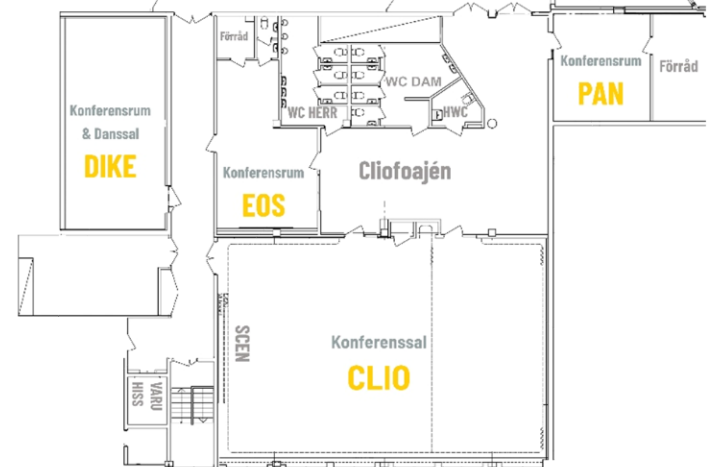 Förråd
WC DAM
WC HERR
HWC
Konferensrum
PAN
Förråd
Konferensrum
& Danssal
DIKE
Konferensrum
EOS
Cliofoajén
SCEN
Konferenssal
CLIO
VARU
HISS